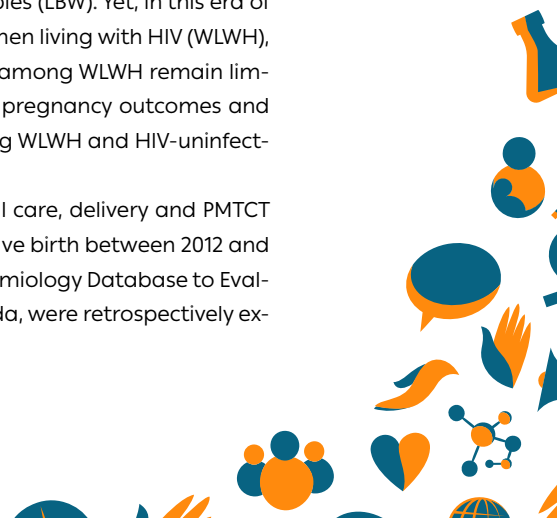 bies (LBW). Yet, in this era of
men living with HIV (WLWH),
among WLWH remain lim-
pregnancy outcomes and
g WLWH and HIV-uninfect-
l care, delivery and PMTCT
ve birth between 2012 and
miology Database to Eval-
da, were retrospectively ex-